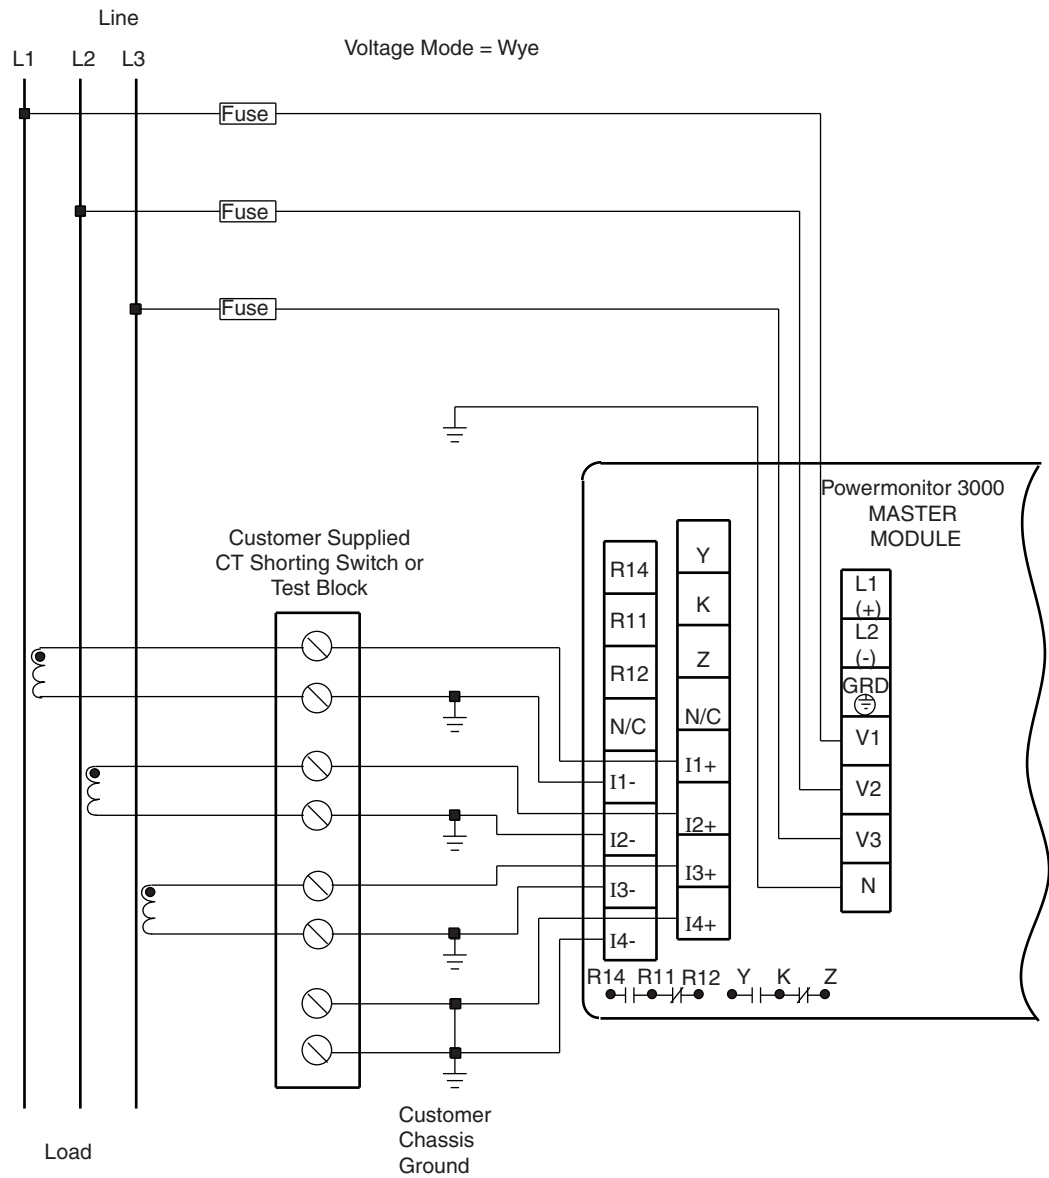 Line
Voltage Mode = Wye
L1
L2
L3
Fuse
Fuse
Fuse
Powermonitor 3000
MASTER
MODULE
Customer Supplied
CT Shorting Switch or
Test Block
R14
R11
R12
N/C
I1-
I2-
I3-
I4-
Y
K
Z
N/C
I1+
I2+
I3+
I4+
L1
(+)
L2
(-)
GRD
V1
V2
V3
N
R14
R11
R12
Y
K
Z
Customer
Chassis
Ground
Load